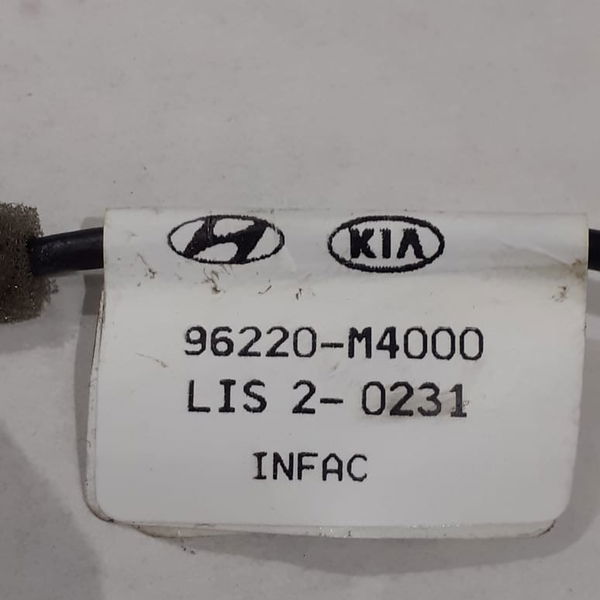 KIA
96220-M4000
LIS 2- 0231
INFAC